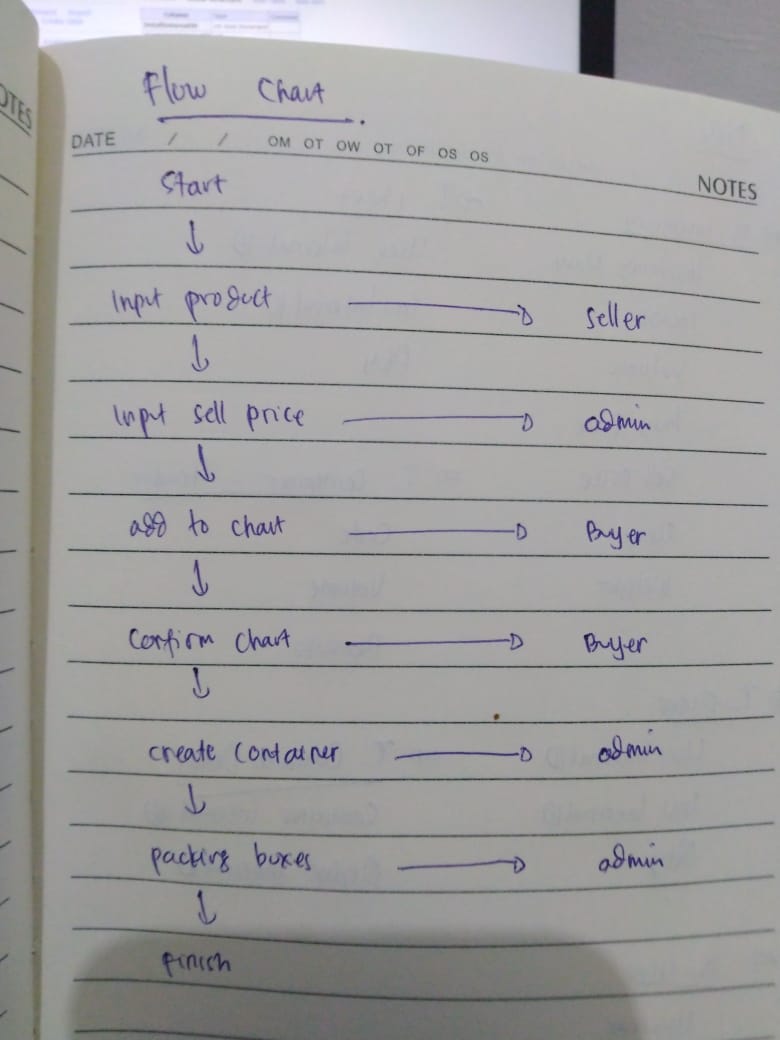 Flow Chart
DATE / / OM OT OW OT OF OS OS
NOTES
Start
↓
Input product → seller
↓
Input sell price → admin
↓
add to chart → Buyer
↓
Confirm chart → Buyer
↓
create container → admin
↓
packing boxes → admin
↓
Finish